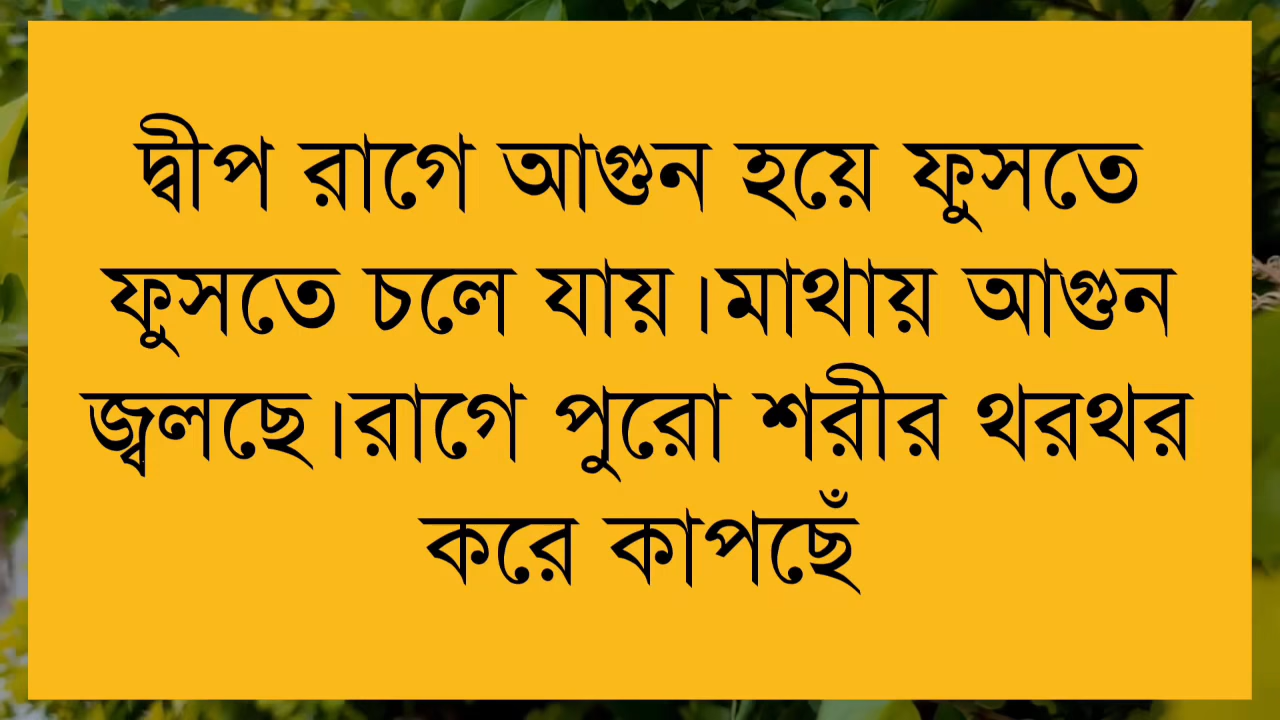 দ্বীপ রাগে আগুন হয়ে ফুসতে
ফুসতে চলে যায়।মাথায় আগুন
জ্বলছে।রাগে পুরো শরীর থরথর
করে কাপছেঁ